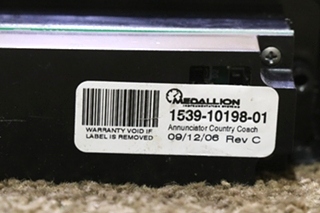 MEDALLION
INSTRUMENTATION SYSTEMS
1539-10198-01
Annunciator Country Coach
09/12/06 Rev C
WARRANTY VOID IF
LABEL IS REMOVED